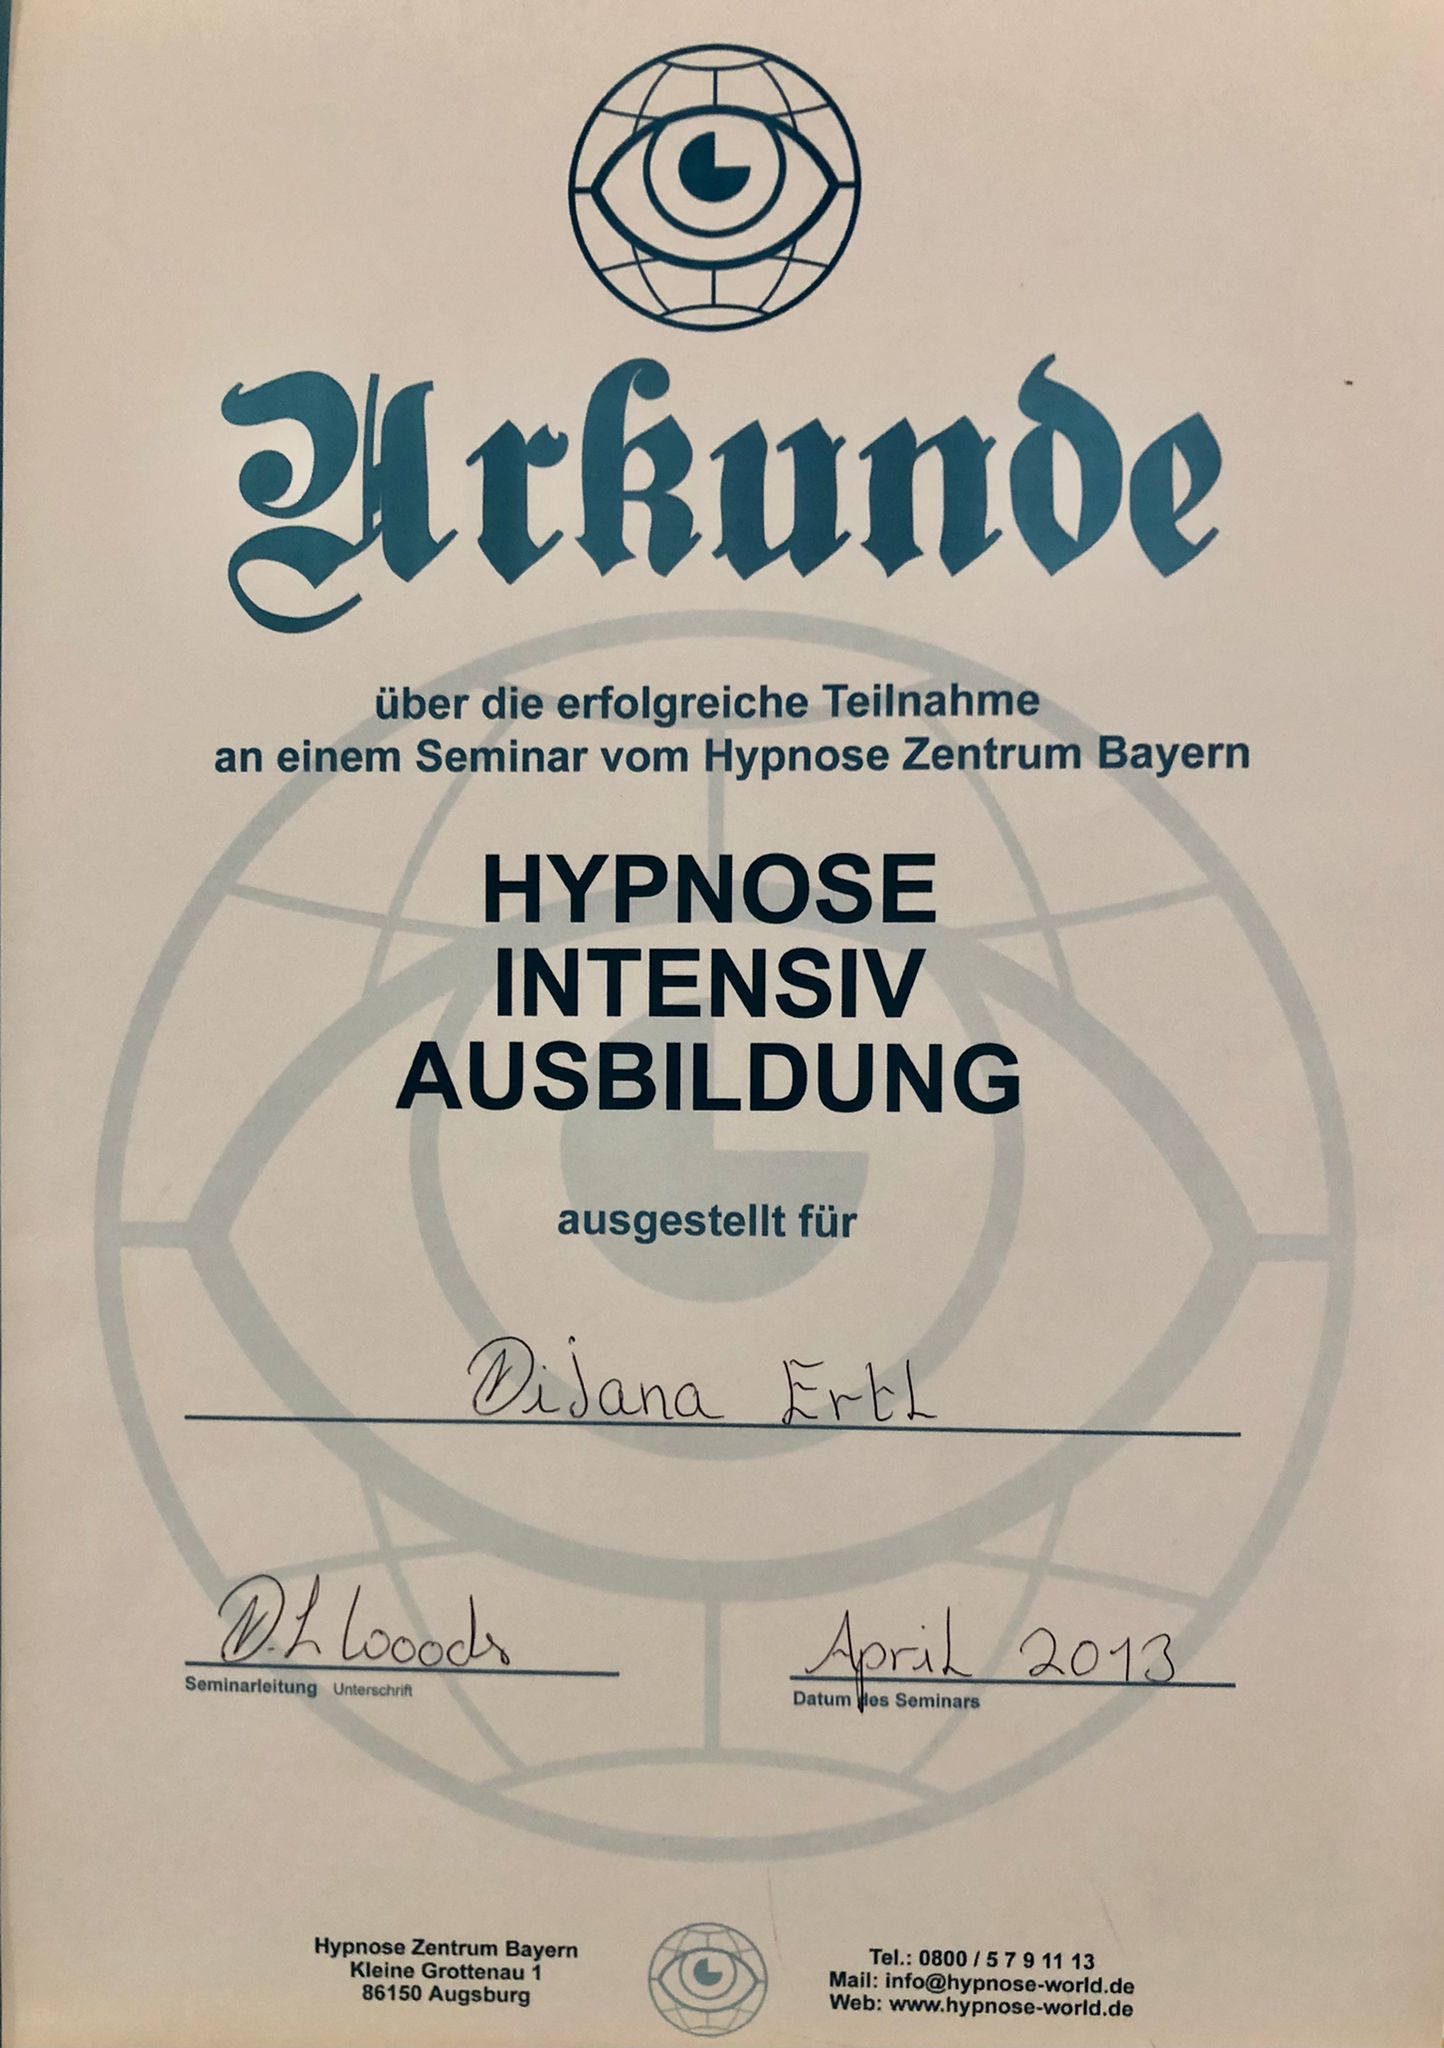 Urkunde
über die erfolgreiche Teilnahme
an einem Seminar vom Hypnose Zentrum Bayern
HYPNOSE
INTENSIV
AUSBILDUNG
ausgestellt für
Dijana Ertl
D.L Woods
Seminarleitung Unterschrift
April 2013
Datum des Seminars
Hypnose Zentrum Bayern
Kleine Grottenau 1
86150 Augsburg
Tel.: 0800 / 5 7 9 11 13
Mail: info@hypnose-world.de
Web: www.hypnose-world.de